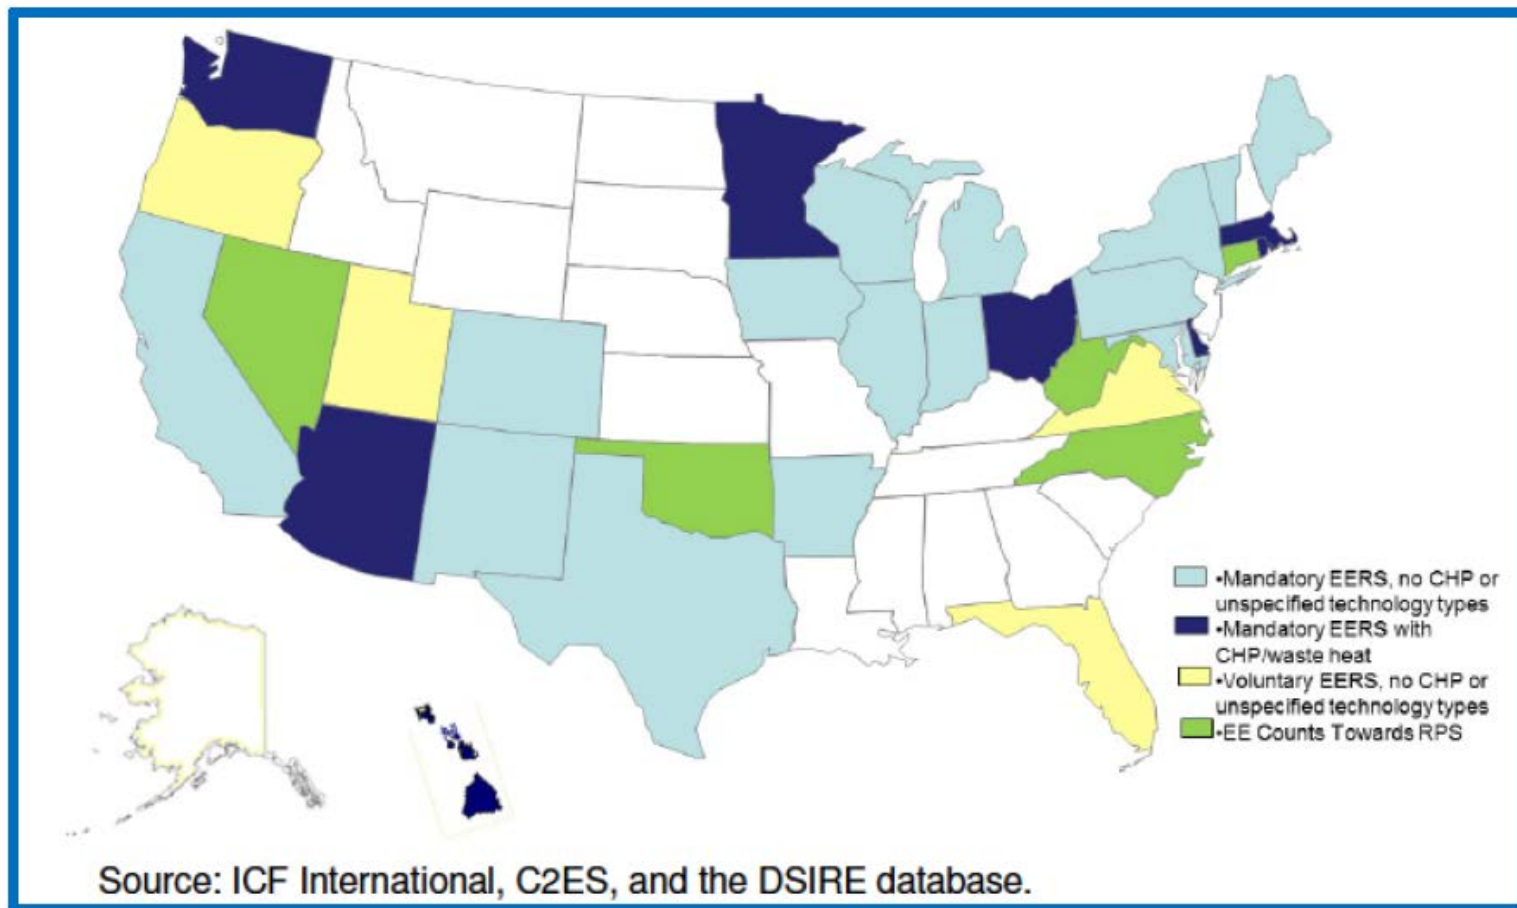 •Mandatory EERS, no CHP or
unspecified technology types
•Mandatory EERS with
CHP/waste heat
•Voluntary EERS, no CHP or
unspecified technology types
•EE Counts Towards RPS
Source: ICF International, C2ES, and the DSIRE database.